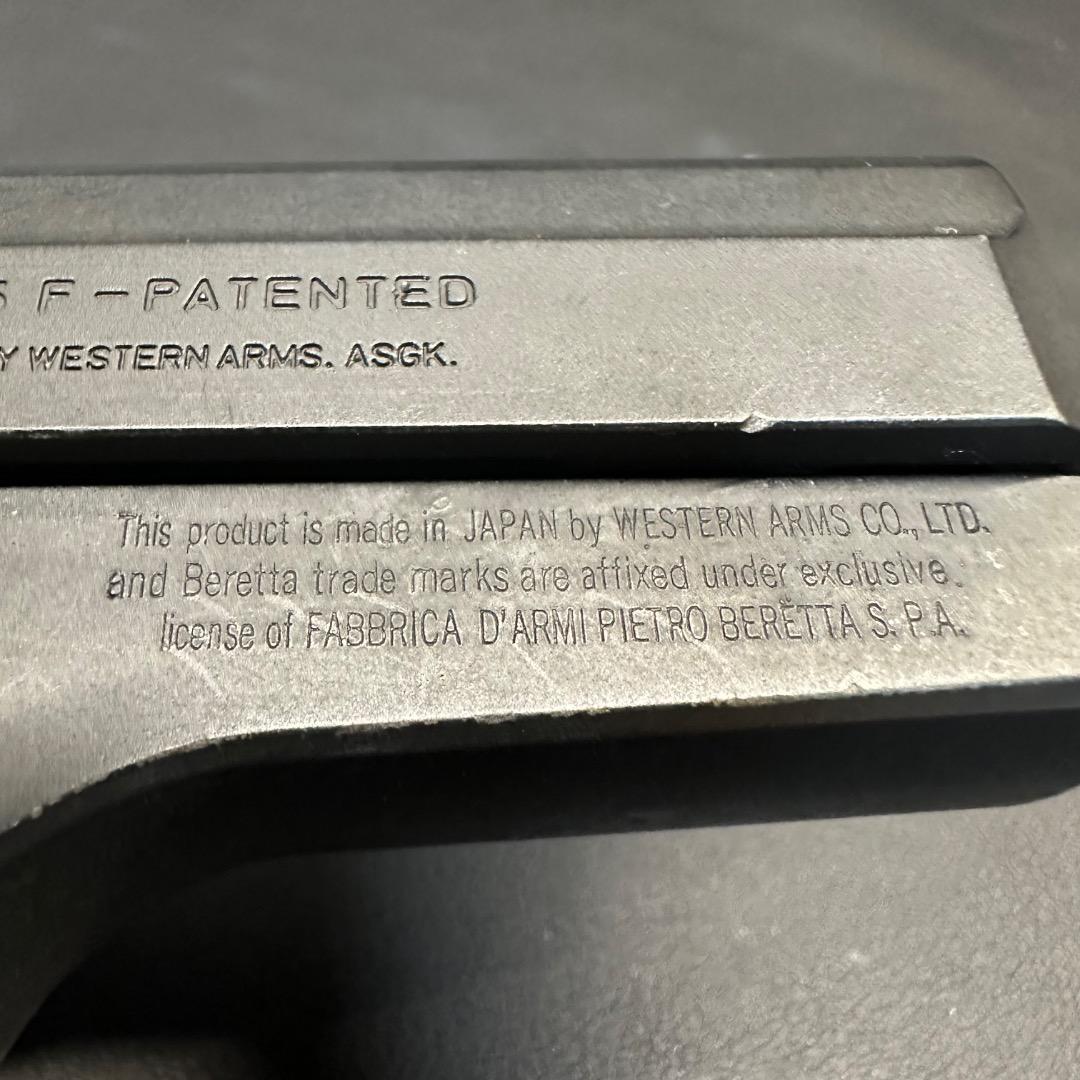 F-PATENTED
WESTERN ARMS. ASGK.
This product is made in JAPAN by WESTERN ARMS CO., LTD.
and Beretta trade marks are affixed under exclusive
license of FABBRICA D'ARMI PIETRO BERETTA S. P. A.